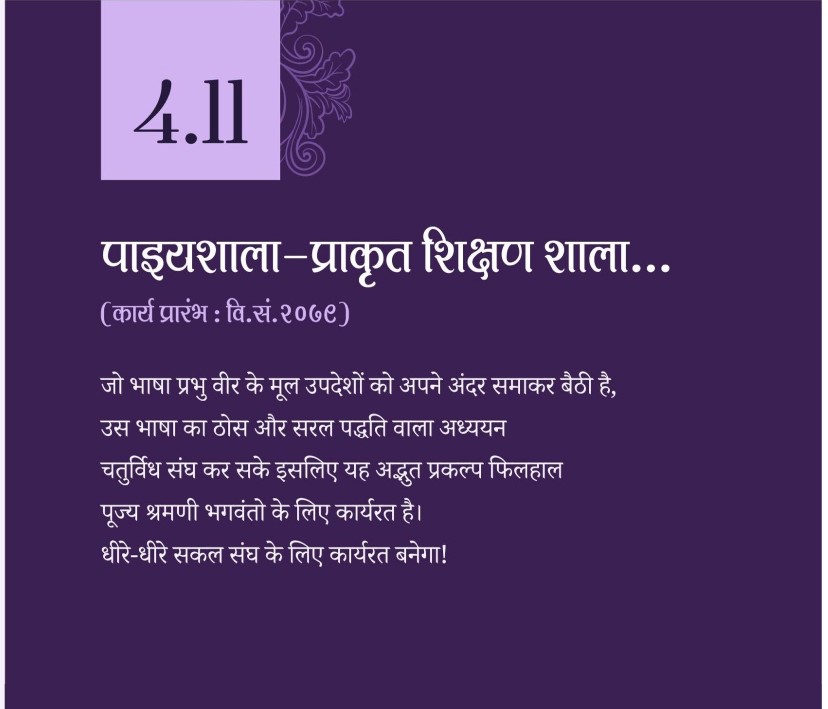 4.11
पाइयशाला–प्राकृत शिक्षण शाला...
(कार्य प्रारंभ : वि.सं.२०७९)
जो भाषा प्रभु वीर के मूल उपदेशों को अपने अंदर समाकर बैठी है,
उस भाषा का ठोस और सरल पद्धति वाला अध्ययन
चतुर्विध संघ कर सके इसलिए यह अद्भुत प्रकल्प फिलहाल
पूज्य श्रमणी भगवंतो के लिए कार्यरत है।
धीरे-धीरे सकल संघ के लिए कार्यरत बनेगा!